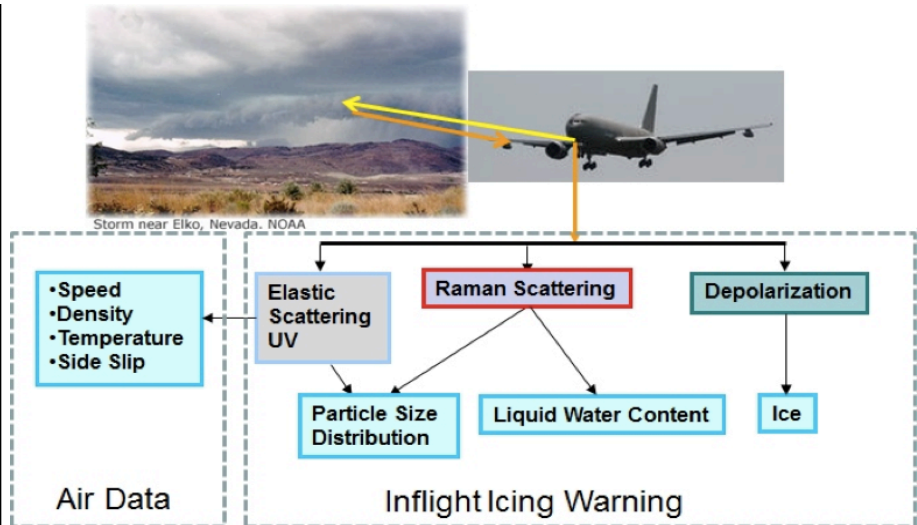 Storm near Elko, Nevada. NOAA
•Speed
•Density
•Temperature
•Side Slip
Elastic
Scattering
UV
Raman Scattering
Depolarization
Particle Size
Distribution
Liquid Water Content
Ice
Air Data
Inflight Icing Warning